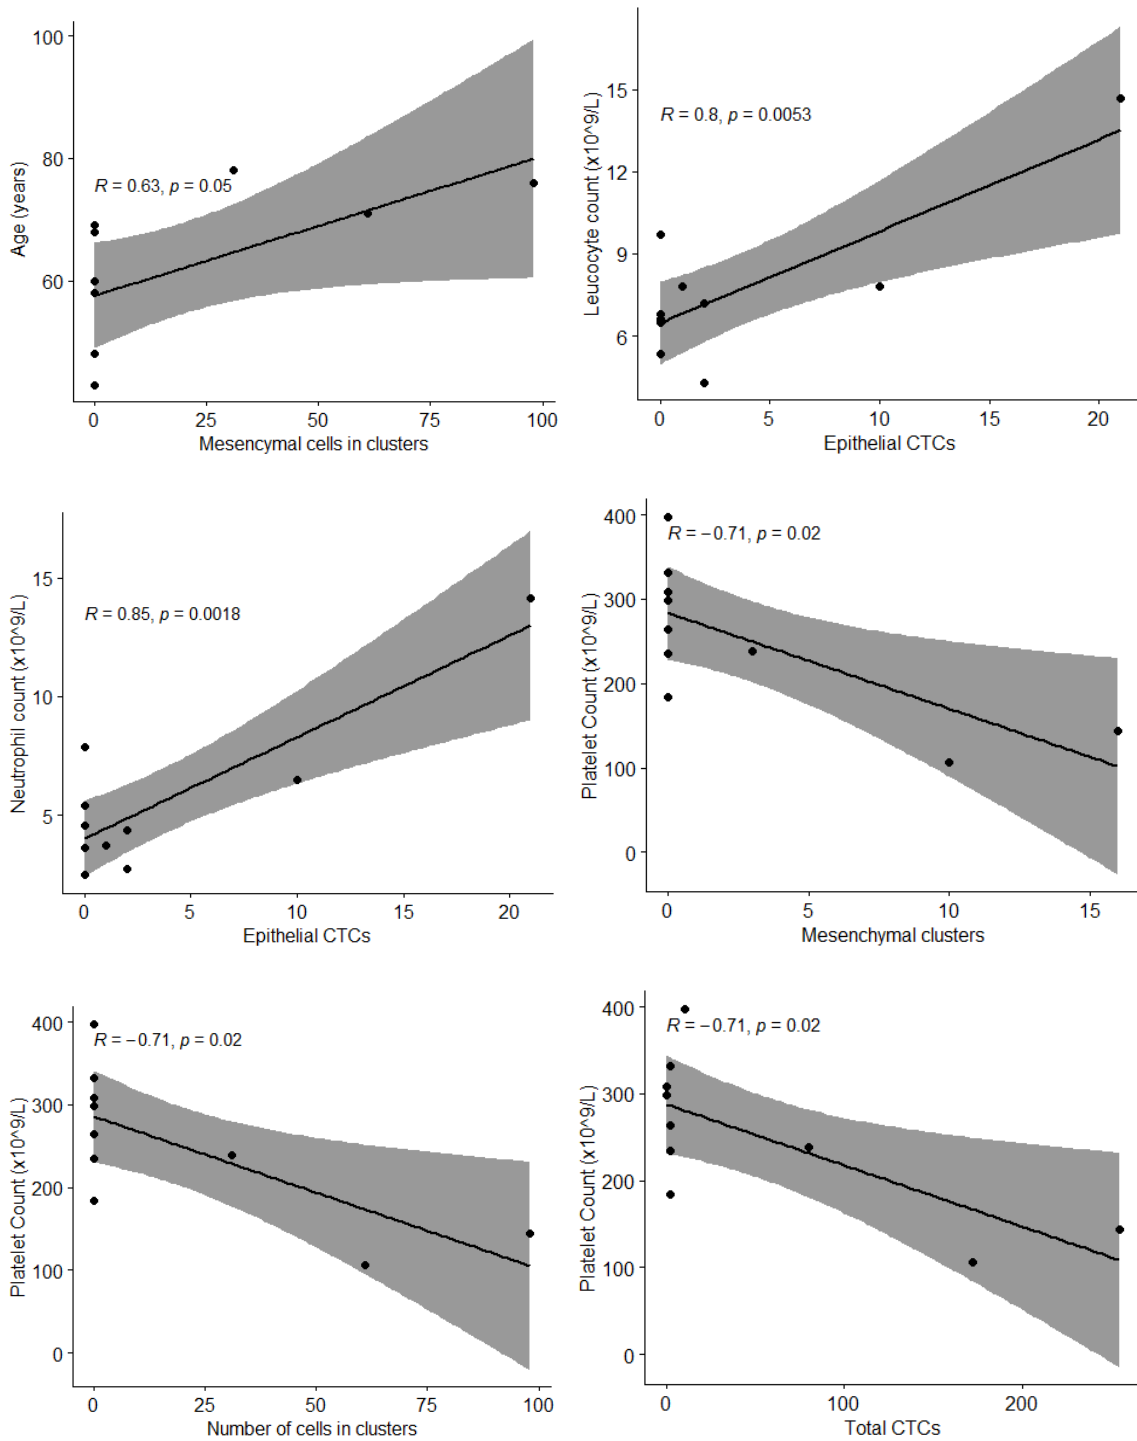 100
80
60
Age (years)
R = 0.63, p = 0.05
0 25 50 75 100
Mesencymal cells in clusters
15
12
9
6
Leucocyte count (x10^9/L)
R = 0.8, p = 0.0053
0 5 10 15 20
Epithelial CTCs
15
10
5
Neutrophil count (x10^9/L)
R = 0.85, p = 0.0018
0 5 10 15 20
Epithelial CTCs
400
300
200
100
0
Platelet Count (x10^9/L)
R = −0.71, p = 0.02
0 5 10 15
Mesenchymal clusters
400
300
200
100
0
Platelet Count (x10^9/L)
R = −0.71, p = 0.02
0 25 50 75 100
Number of cells in clusters
400
300
200
100
0
Platelet Count (x10^9/L)
R = −0.71, p = 0.02
0 100 200
Total CTCs